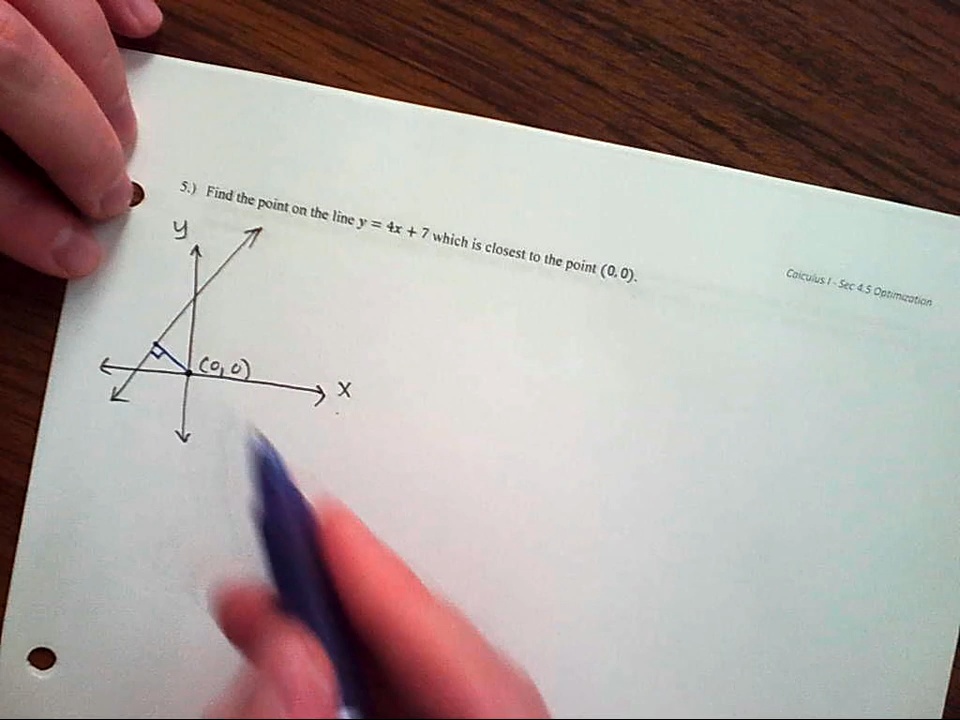 5.) Find the point on the line y = 4x + 7 which is closest to the point (0, 0).
Calculus I - Sec 4.5 Optimization
y
(0,0)
x